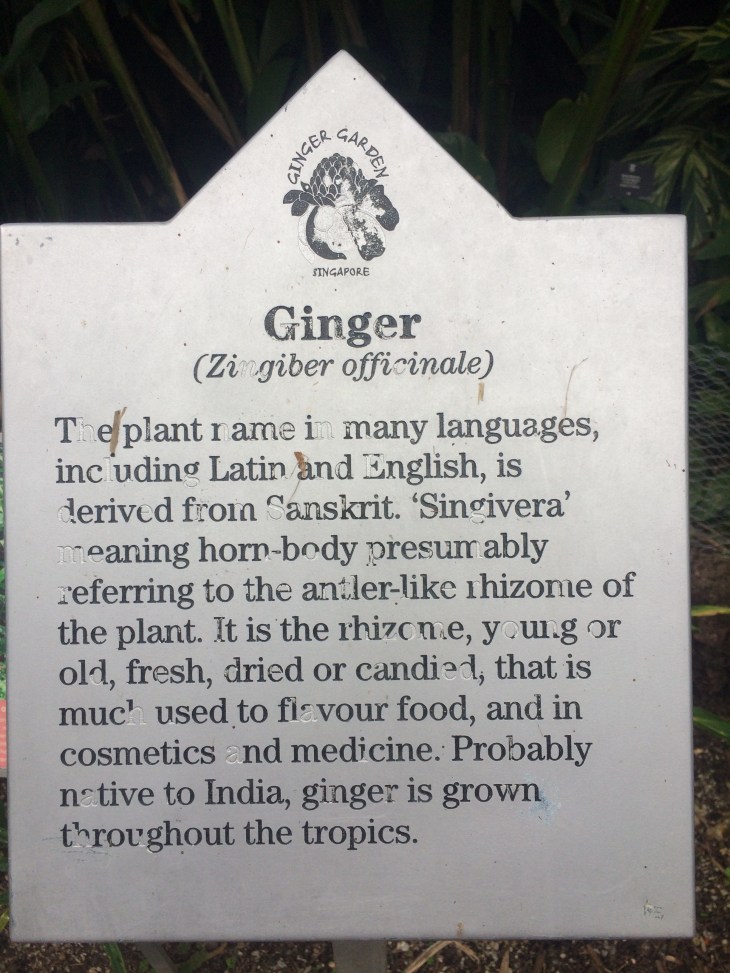 GINGER GARDEN
SINGAPORE
Ginger
(Zingiber officinale)
The plant name in many languages,
including Latin and English, is
derived from Sanskrit. ‘Singivera’
meaning horn-body presumably
referring to the antler-like rhizome of
the plant. It is the rhizome, young or
old, fresh, dried or candied, that is
much used to flavour food, and in
cosmetics and medicine. Probably
native to India, ginger is grown
throughout the tropics.